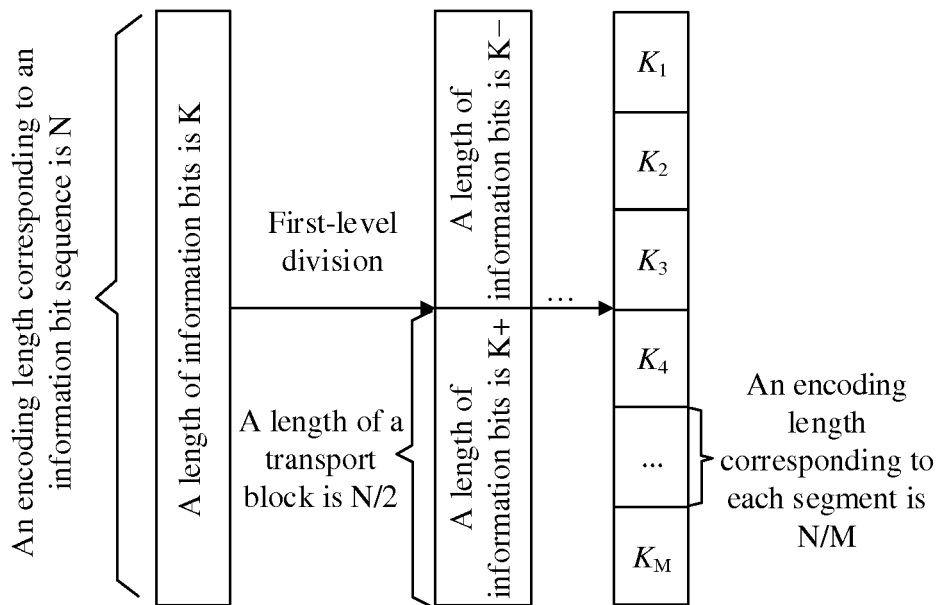 An encoding length corresponding to an
information bit sequence is N
A length of information bits is K
First-level
division
A length of a
transport
block is N/2
A length of
information bits is K−
A length of
information bits is K+
...
K1
K2
K3
K4
...
KM
An encoding
length
corresponding to
each segment is
N/M